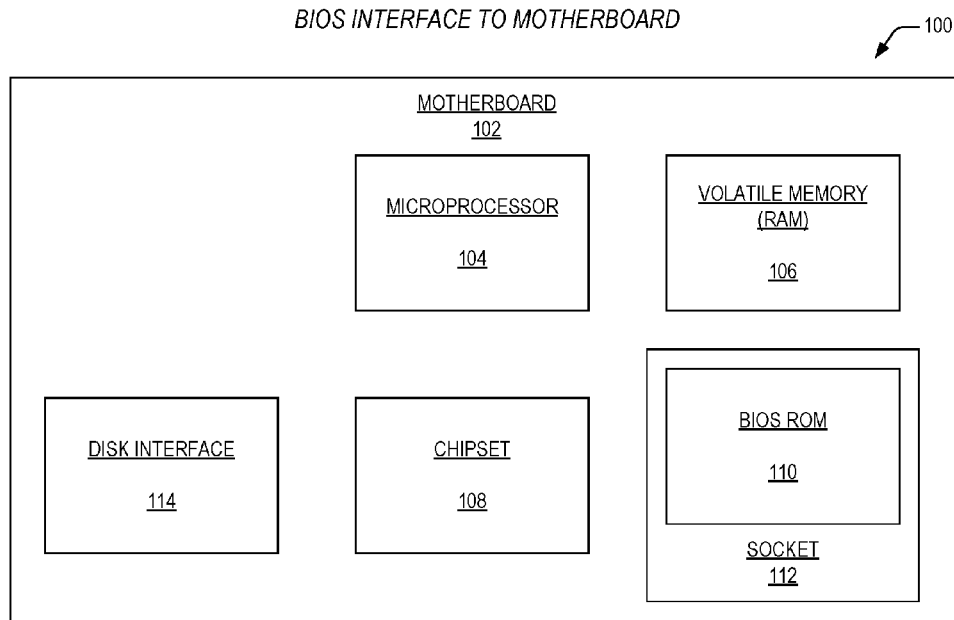 BIOS INTERFACE TO MOTHERBOARD
100
MOTHERBOARD
102
MICROPROCESSOR
104
VOLATILE MEMORY
(RAM)
106
DISK INTERFACE
114
CHIPSET
108
BIOS ROM
110
SOCKET
112